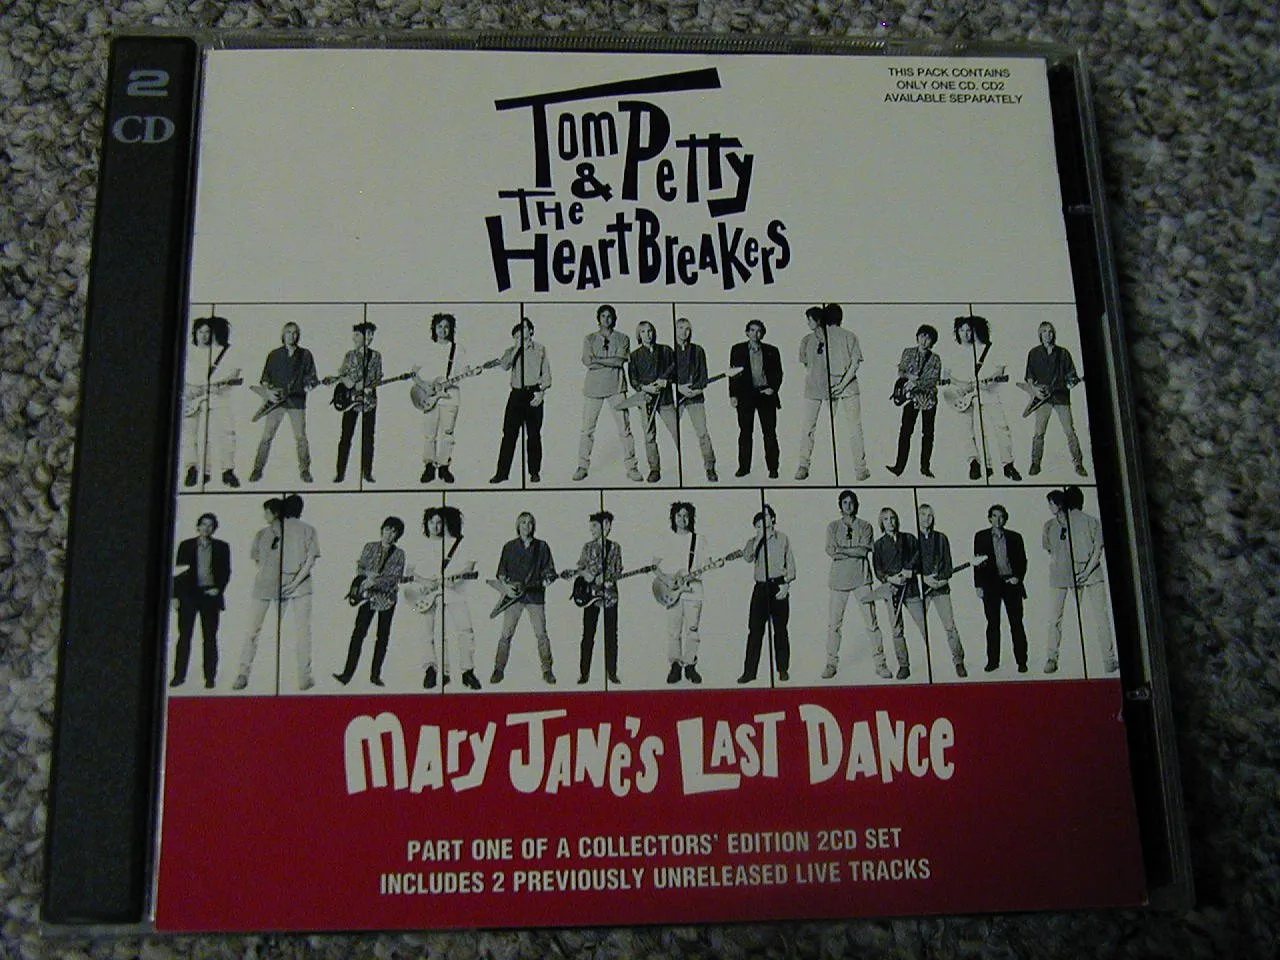 2
CD
THIS PACK CONTAINS
ONLY ONE CD. CD2
AVAILABLE SEPARATELY
Tom Petty
& The
HeartBreakers
Mary Jane's Last Dance
PART ONE OF A COLLECTORS' EDITION 2CD SET
INCLUDES 2 PREVIOUSLY UNRELEASED LIVE TRACKS